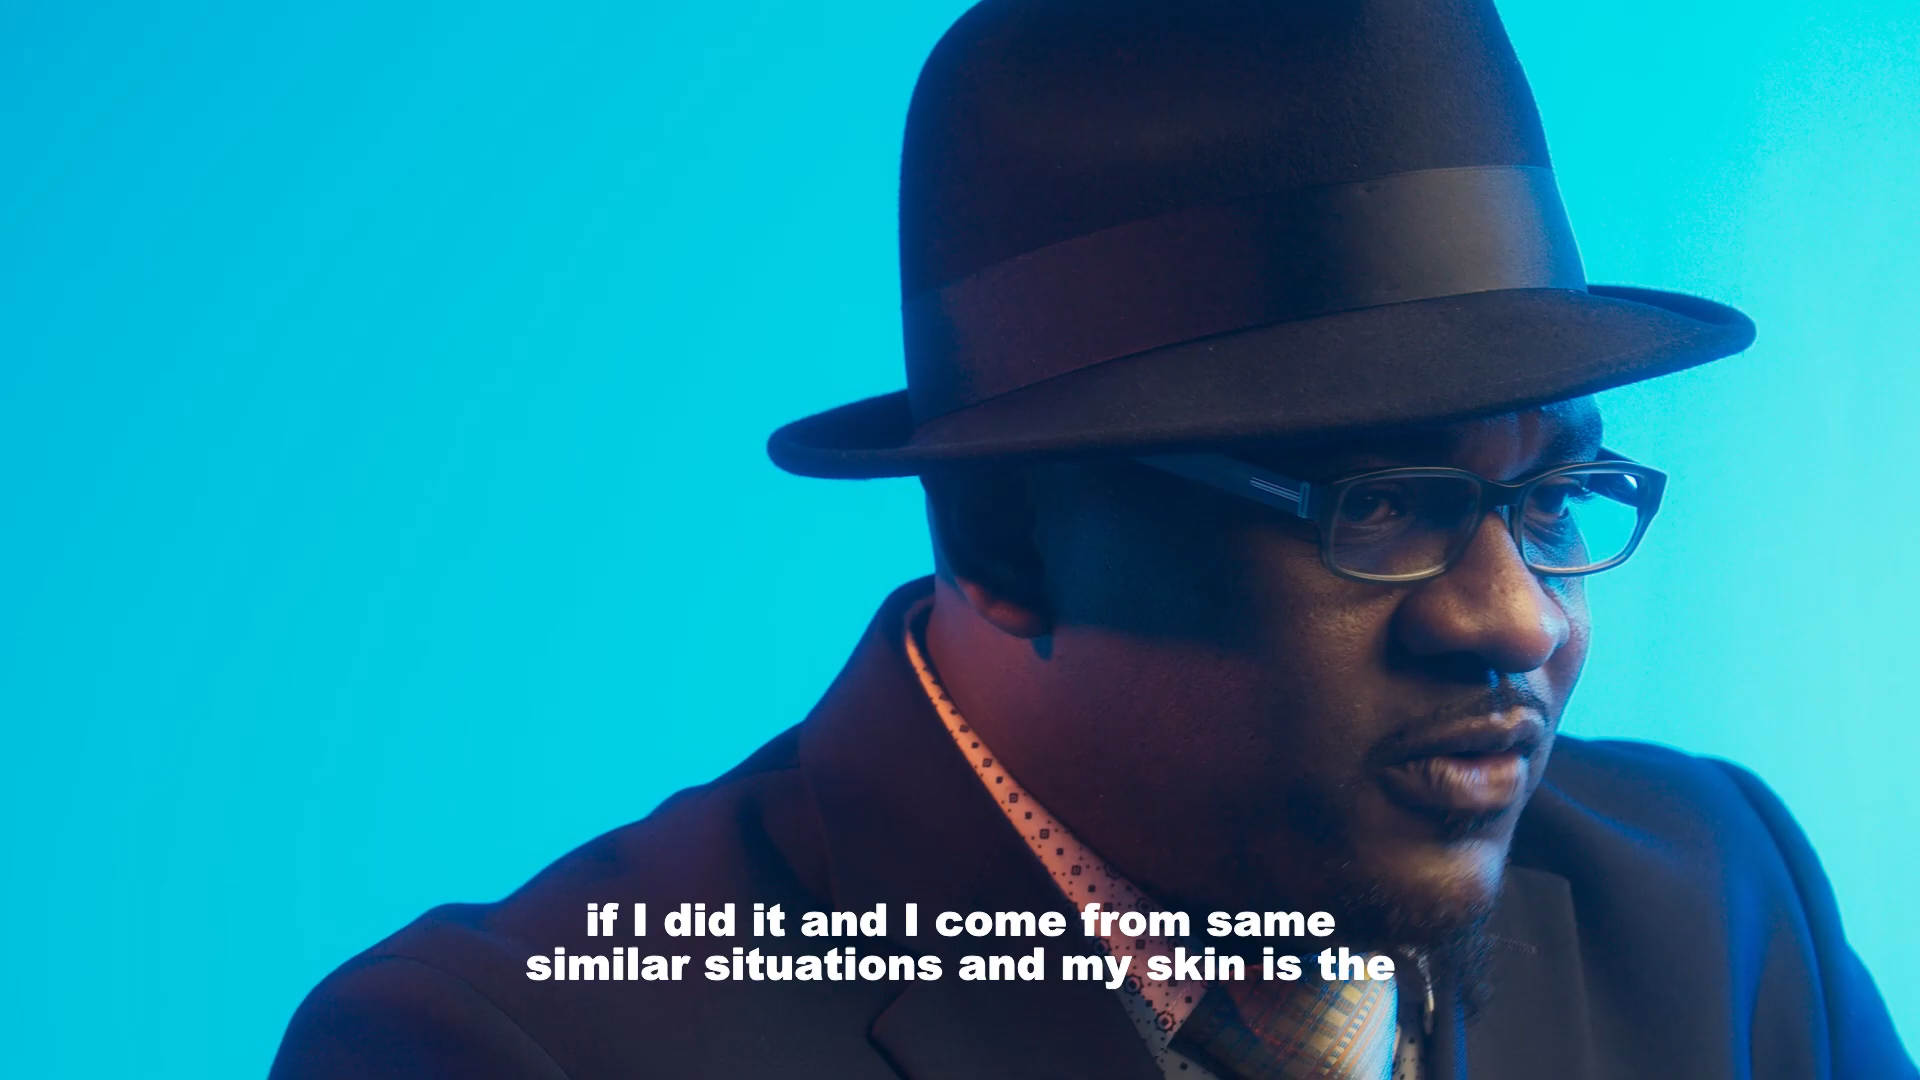 if I did it and I come from same
similar situations and my skin is the